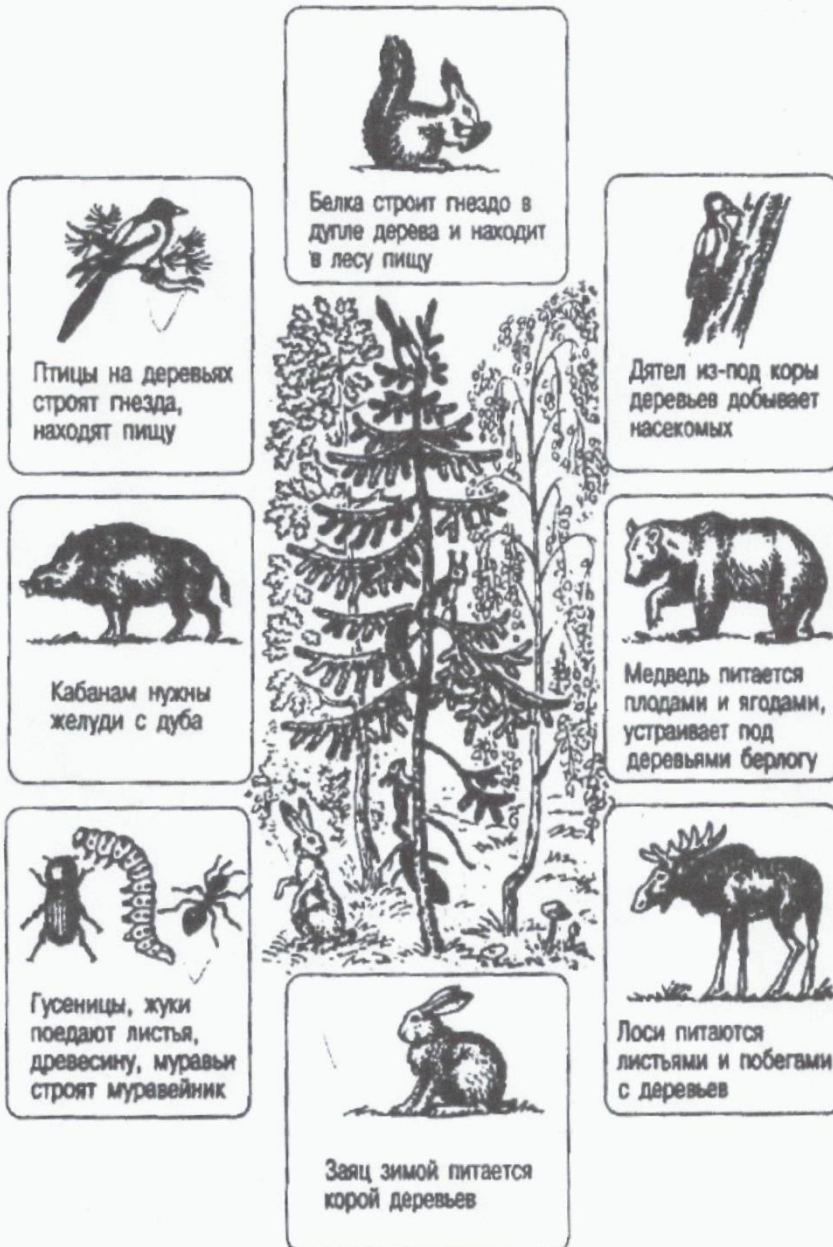 Белка строит гнездо в
дупле дерева и находит
в лесу пищу
Птицы на деревьях
строят гнезда,
находят пищу
Дятел из-под коры
деревьев добывает
насекомых
Кабанам нужны
желуди с дуба
Медведь питается
плодами и ягодами,
устраивает под
деревьями берлогу
Гусеницы, жуки
поедают листья,
древесину, муравьи
строят муравейник
Лоси питаются
листьями и побегами
с деревьев
Заяц зимой питается
корой деревьев